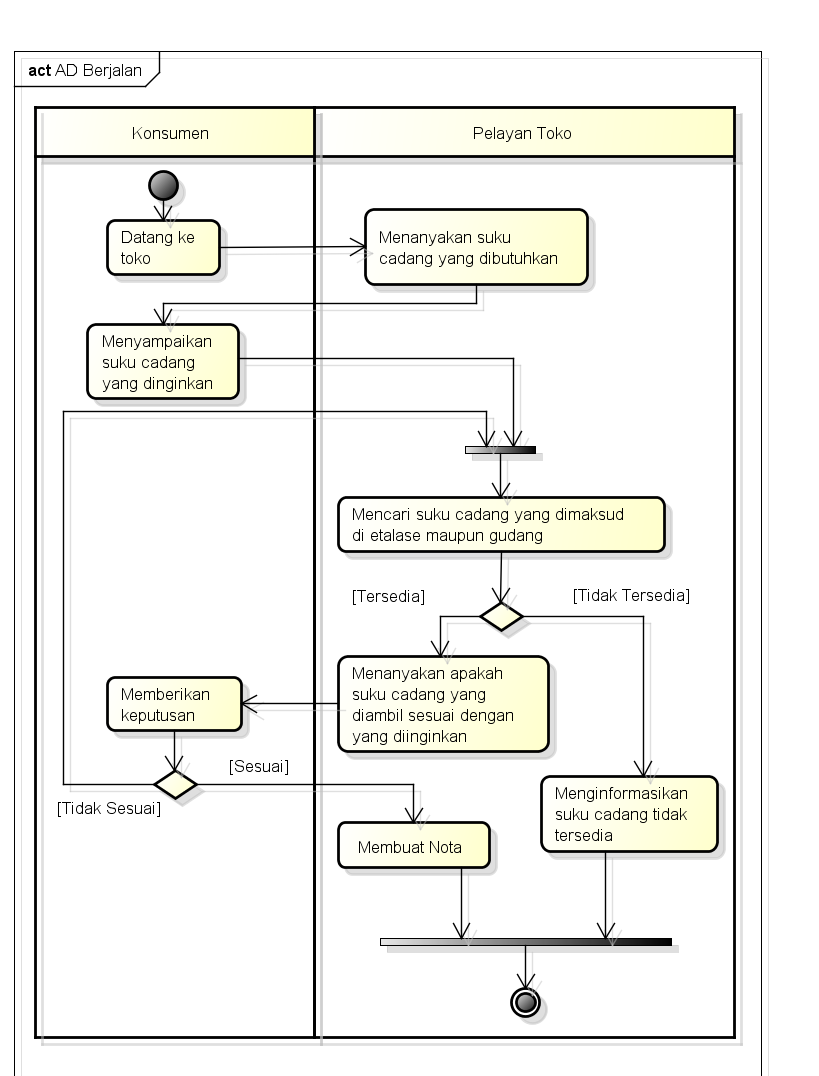 act AD Berjalan
Konsumen
Pelayan Toko
Datang ke
toko
Menanyakan suku
cadang yang dibutuhkan
Menyampaikan
suku cadang
yang dinginkan
Mencari suku cadang yang dimaksud
di etalase maupun gudang
[Tersedia]
[Tidak Tersedia]
Menanyakan apakah
suku cadang yang
diambil sesuai dengan
yang diinginkan
Memberikan
keputusan
[Sesuai]
[Tidak Sesuai]
Menginformasikan
suku cadang tidak
tersedia
Membuat Nota